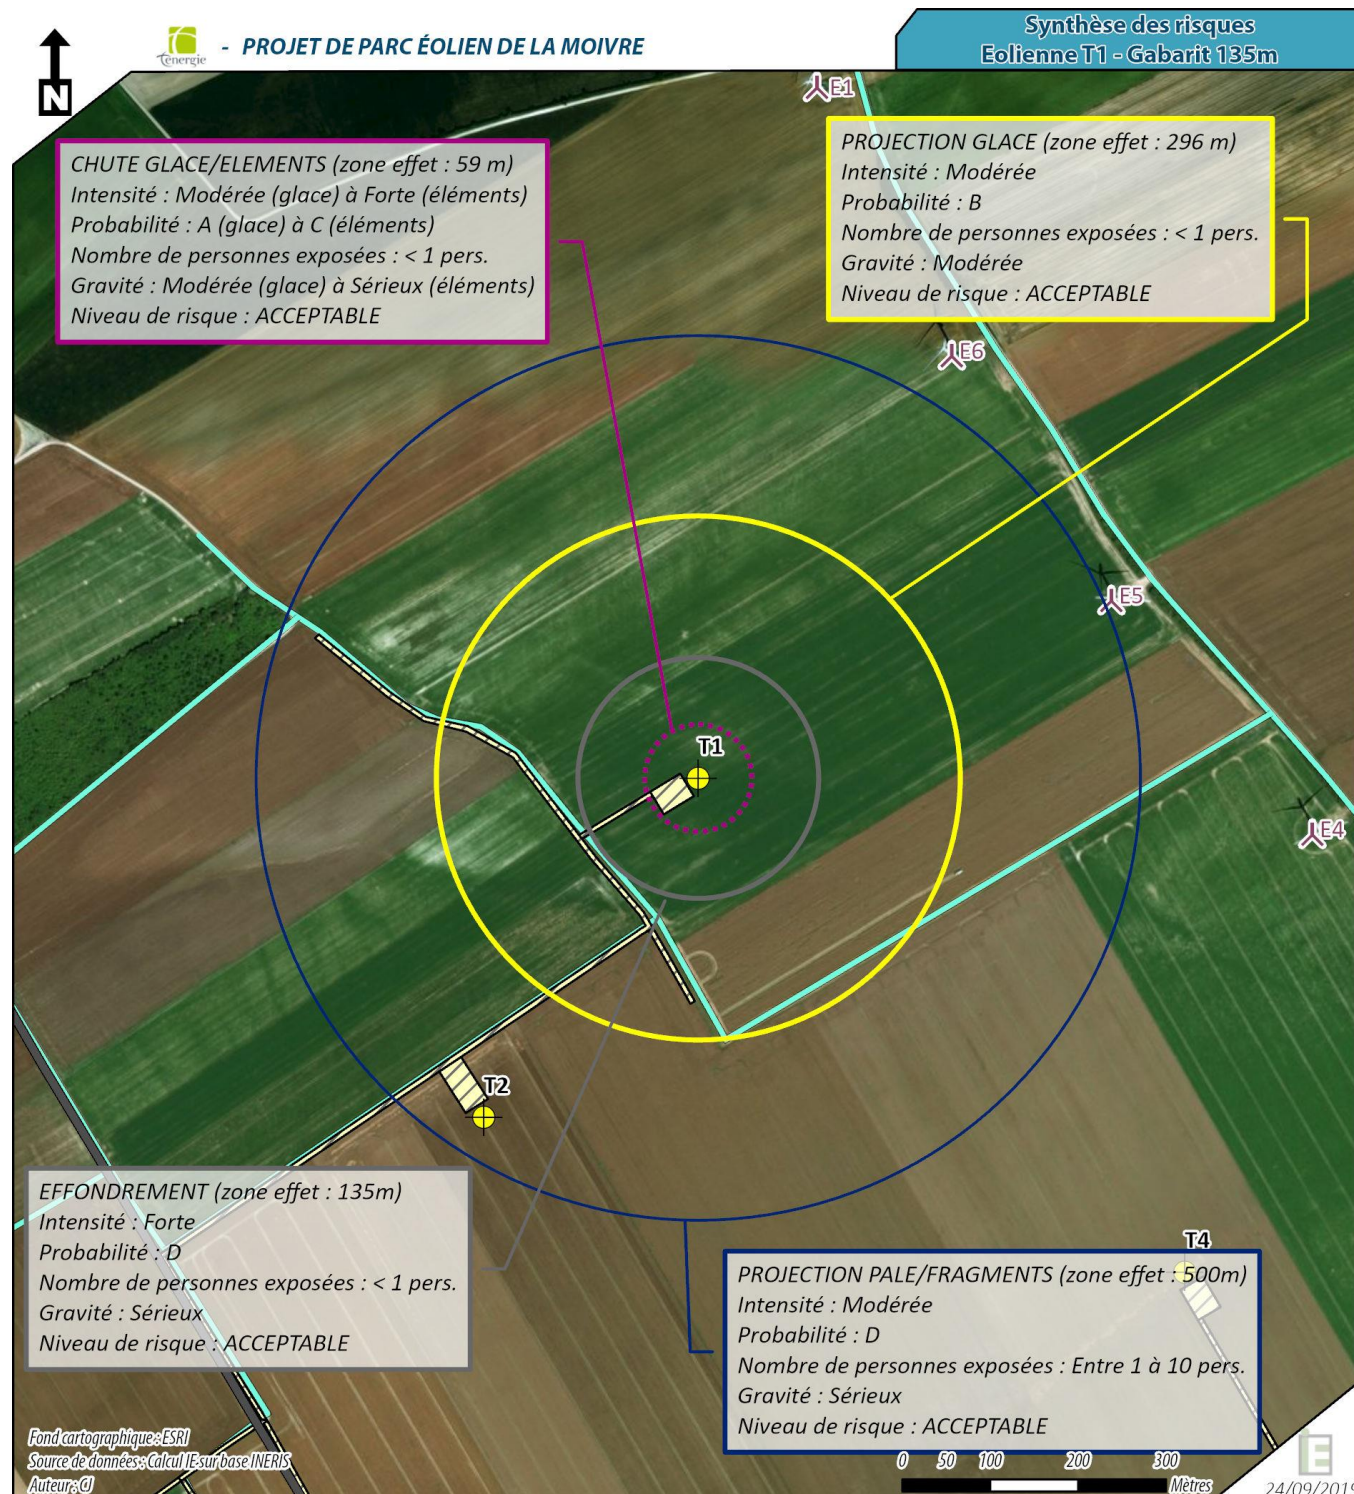 N
ténergie
- PROJET DE PARC ÉOLIEN DE LA MOIVRE
Synthèse des risques
Eolienne T1 - Gabarit 135m
E1
CHUTE GLACE/ELEMENTS (zone effet : 59 m)
Intensité : Modérée (glace) à Forte (éléments)
Probabilité : A (glace) à C (éléments)
Nombre de personnes exposées : < 1 pers.
Gravité : Modérée (glace) à Sérieux (éléments)
Niveau de risque : ACCEPTABLE
PROJECTION GLACE (zone effet : 296 m)
Intensité : Modérée
Probabilité : B
Nombre de personnes exposées : < 1 pers.
Gravité : Modérée
Niveau de risque : ACCEPTABLE
E6
E5
T1
E4
T2
EFFONDREMENT (zone effet : 135m)
Intensité : Forte
Probabilité : D
Nombre de personnes exposées : < 1 pers.
Gravité : Sérieux
Niveau de risque : ACCEPTABLE
T4
PROJECTION PALE/FRAGMENTS (zone effet : 500m)
Intensité : Modérée
Probabilité : D
Nombre de personnes exposées : Entre 1 à 10 pers.
Gravité : Sérieux
Niveau de risque : ACCEPTABLE
Fond cartographique : ESRI
Source de données : Calcul IE sur base INERIS
Auteur : CJ
0 50 100 200 300
Mètres
IE
24/09/2019